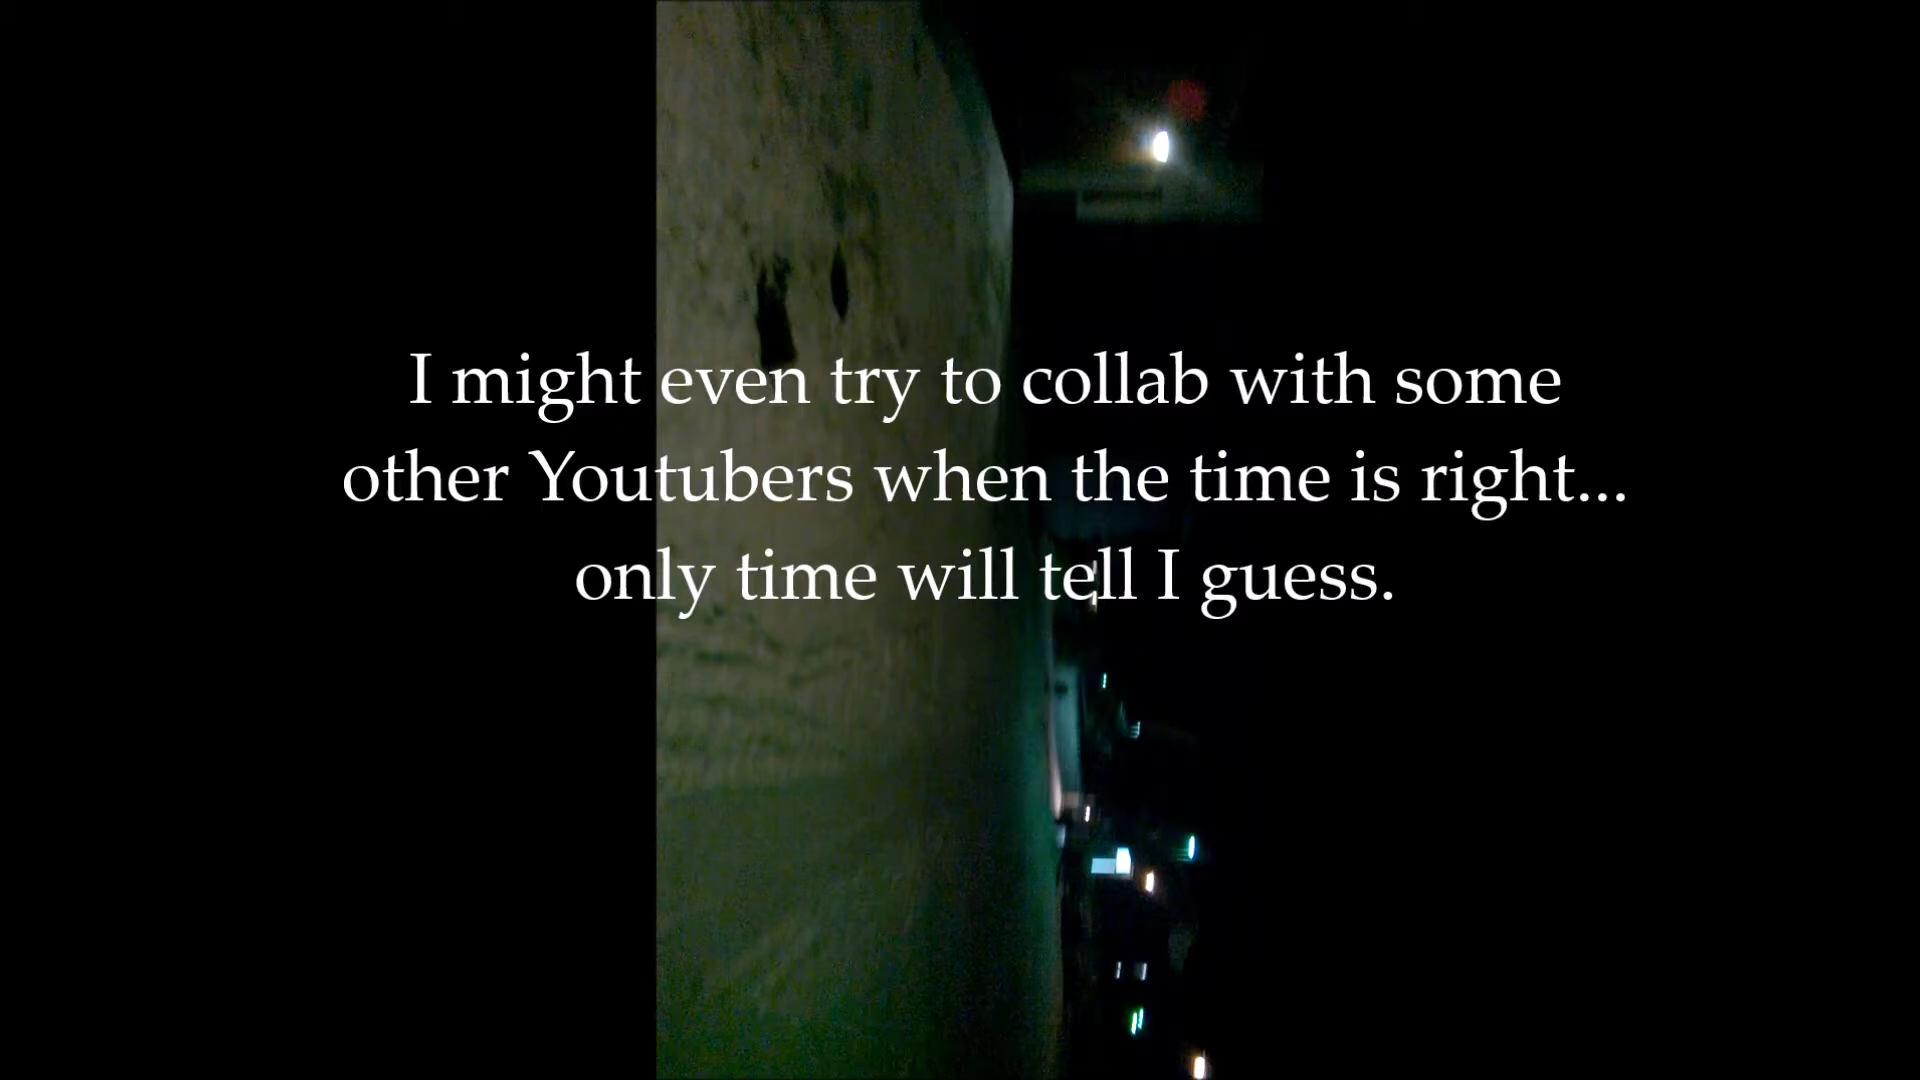 I might even try to collab with some
other Youtubers when the time is right...
only time will tell I guess.